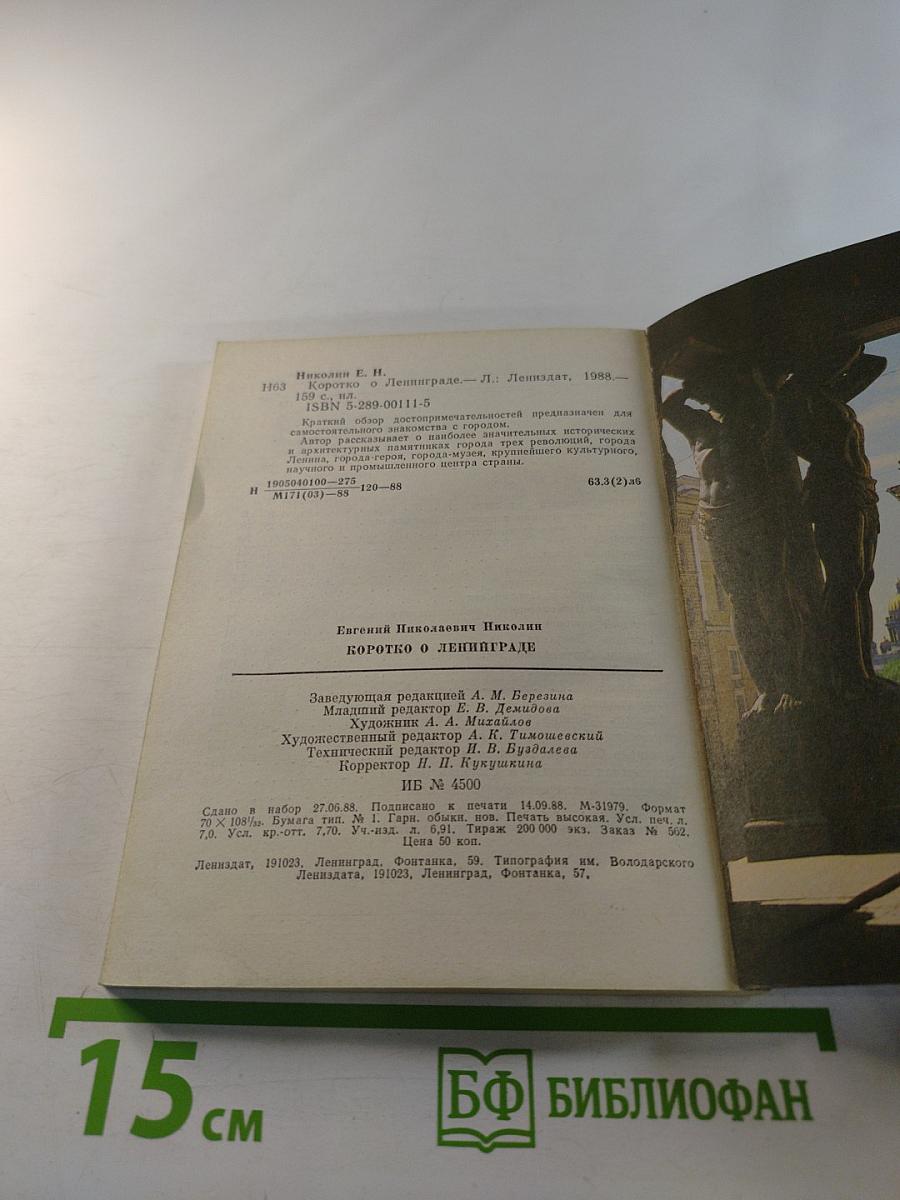 Николин Е. Н.
Н63 Коротко о Ленинграде.— Л.: Лениздат, 1988.—
159 с., ил.
ISBN 5-289-00111-5
Краткий обзор достопримечательностей предназначен для
самостоятельного знакомства с городом.
Автор рассказывает о наиболее значительных исторических
и архитектурных памятниках города трех революций, города
Ленина, города-героя, города-музея, крупнейшего культурного,
научного и промышленного центра страны.
Н 1905040100—275
М171(03)—88 120—88 63.3(2)л6
Евгений Николаевич Николин
КОРОТКО О ЛЕНИНГРАДЕ
Заведующая редакцией А. М. Березина
Младший редактор Е. В. Демидова
Художник А. А. Михайлов
Художественный редактор А. К. Тимошевский
Технический редактор И. В. Буздалева
Корректор Н. П. Кукушкина
ИБ № 4500
Сдано в набор 27.06.88. Подписано к печати 14.09.88. М-31979. Формат
70 × 108¹/₃₂. Бумага тип. № 1. Гарн. обыкн. нов. Печать высокая. Усл. печ. л.
7,0. Усл. кр.-отт. 7,70. Уч.-изд. л. 6,91. Тираж 200 000 экз. Заказ № 562.
Цена 50 коп.
Лениздат, 191023, Ленинград, Фонтанка, 59. Типография им. Володарского
Лениздата, 191023, Ленинград, Фонтанка, 57.
15 см
БФ БИБЛИОФАН